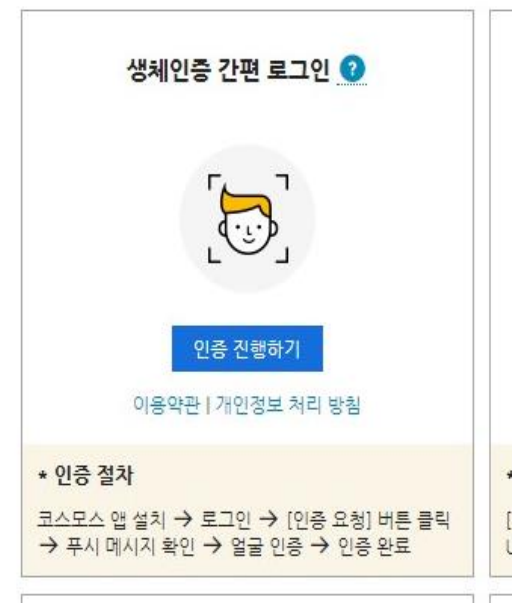 생체인증 간편 로그인 ?
인증 진행하기
이용약관 | 개인정보 처리 방침
* 인증 절차
코스모스 앱 설치 → 로그인 → [인증 요청] 버튼 클릭
→ 푸시 메시지 확인 → 얼굴 인증 → 인증 완료